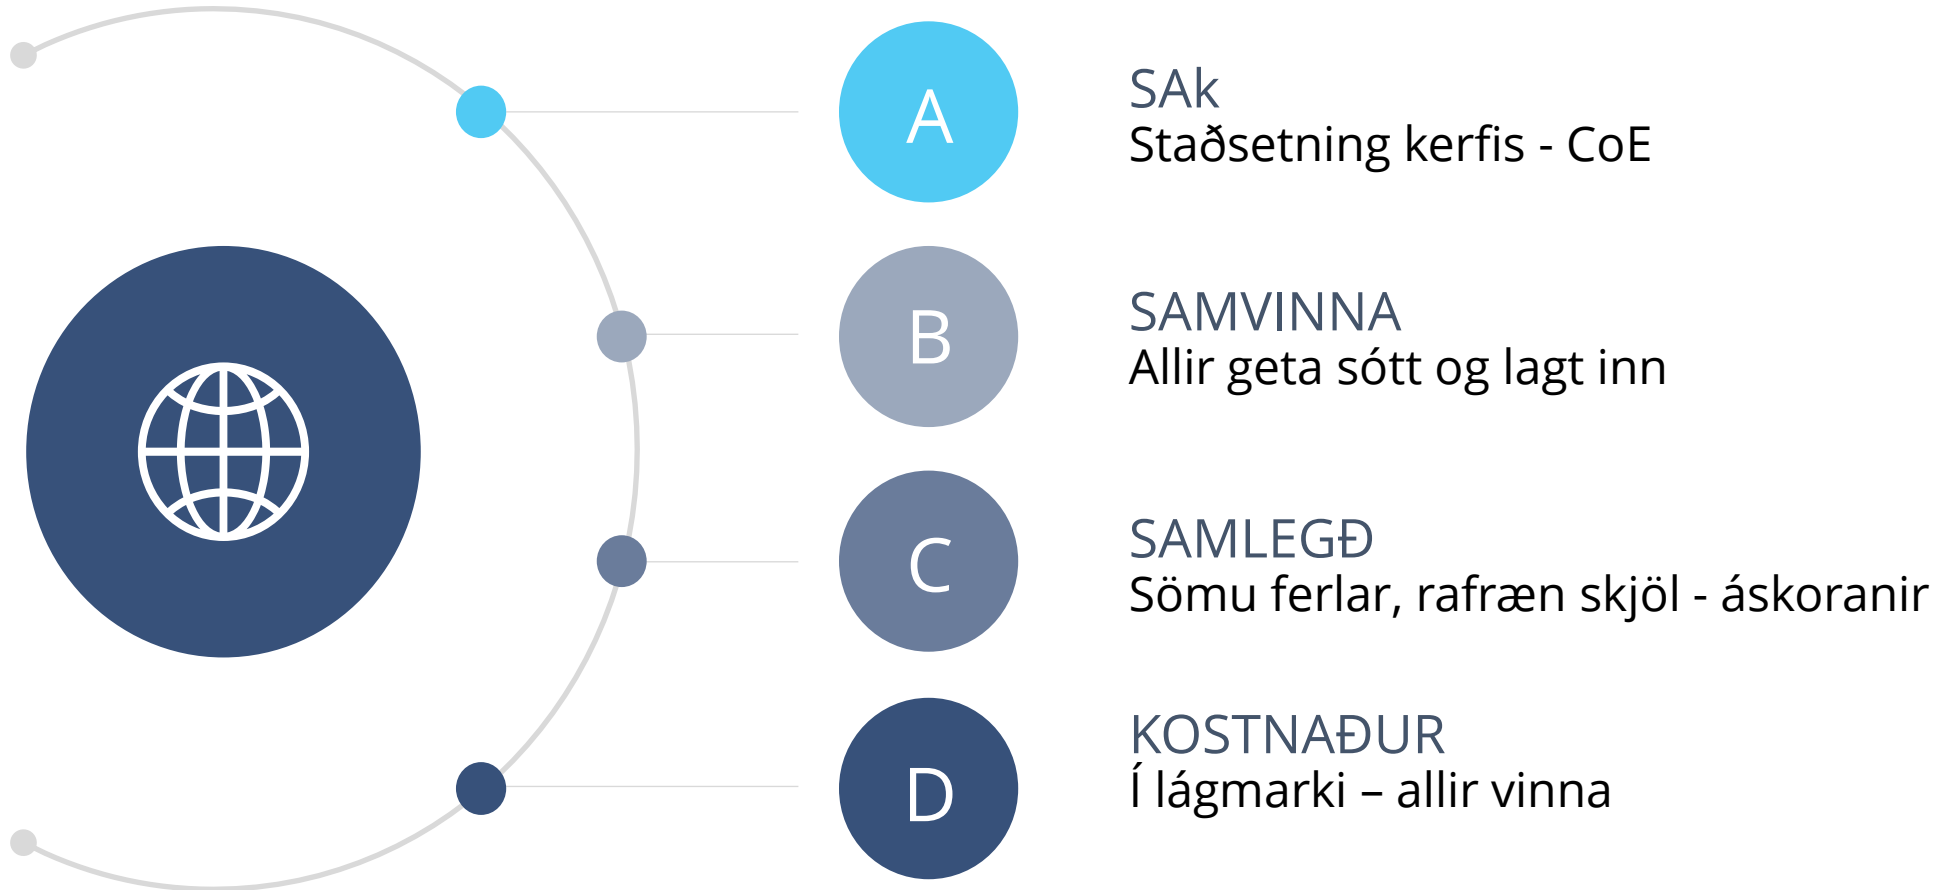 A
SAk
Staðsetning kerfis - CoE
B
SAMVINNA
Allir geta sótt og lagt inn
C
SAMLEGÐ
Sömu ferlar, rafræn skjöl - áskoranir
D
KOSTNAÐUR
Í lágmarki – allir vinna